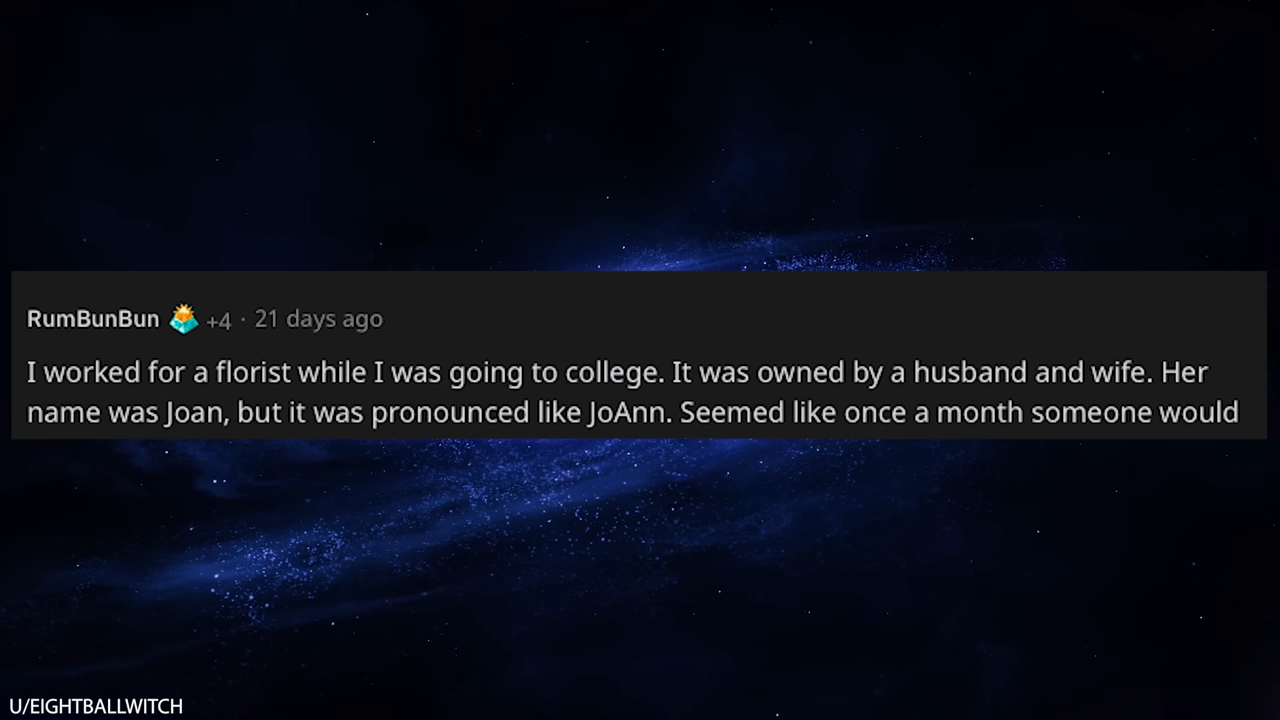 RumBunBun +4 · 21 days ago
I worked for a florist while I was going to college. It was owned by a husband and wife. Her
name was Joan, but it was pronounced like JoAnn. Seemed like once a month someone would
U/EIGHTBALLWITCH